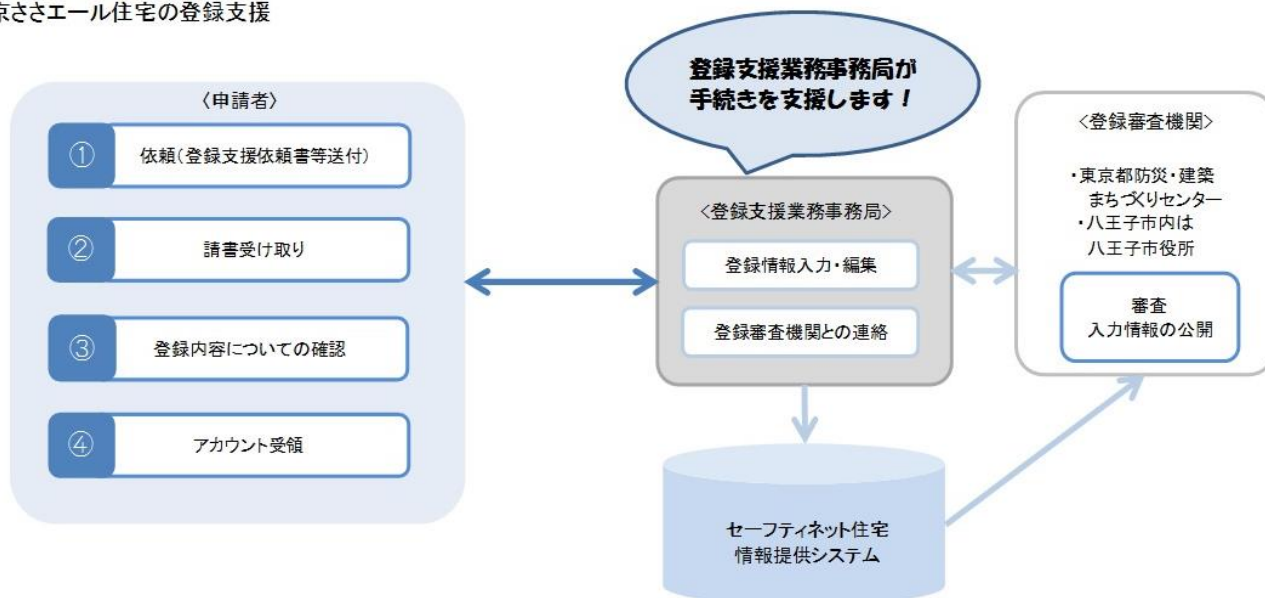 京ささエール住宅の登録支援
〈申請者〉
① 依頼(登録支援依頼書等送付)
② 請書受け取り
③ 登録内容についての確認
④ アカウント受領
登録支援業務事務局が
手続きを支援します！
<登録支援業務事務局>
登録情報入力・編集
登録審査機関との連絡
セーフティネット住宅
情報提供システム
<登録審査機関>
・東京都防災・建築
まちづくりセンター
・八王子市内は
八王子市役所
審査
入力情報の公開